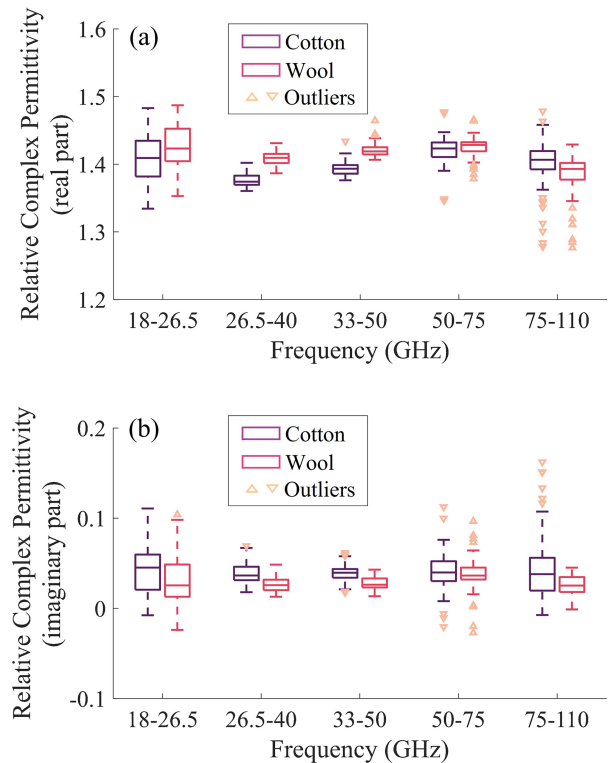 (a)
Cotton
Wool
Outliers
1.6
1.5
1.4
1.3
1.2
Relative Complex Permittivity
(real part)
18-26.5 26.5-40 33-50 50-75 75-110
Frequency (GHz)
(b)
Cotton
Wool
Outliers
0.2
0.1
0
-0.1
Relative Complex Permittivity
(imaginary part)
18-26.5 26.5-40 33-50 50-75 75-110
Frequency (GHz)